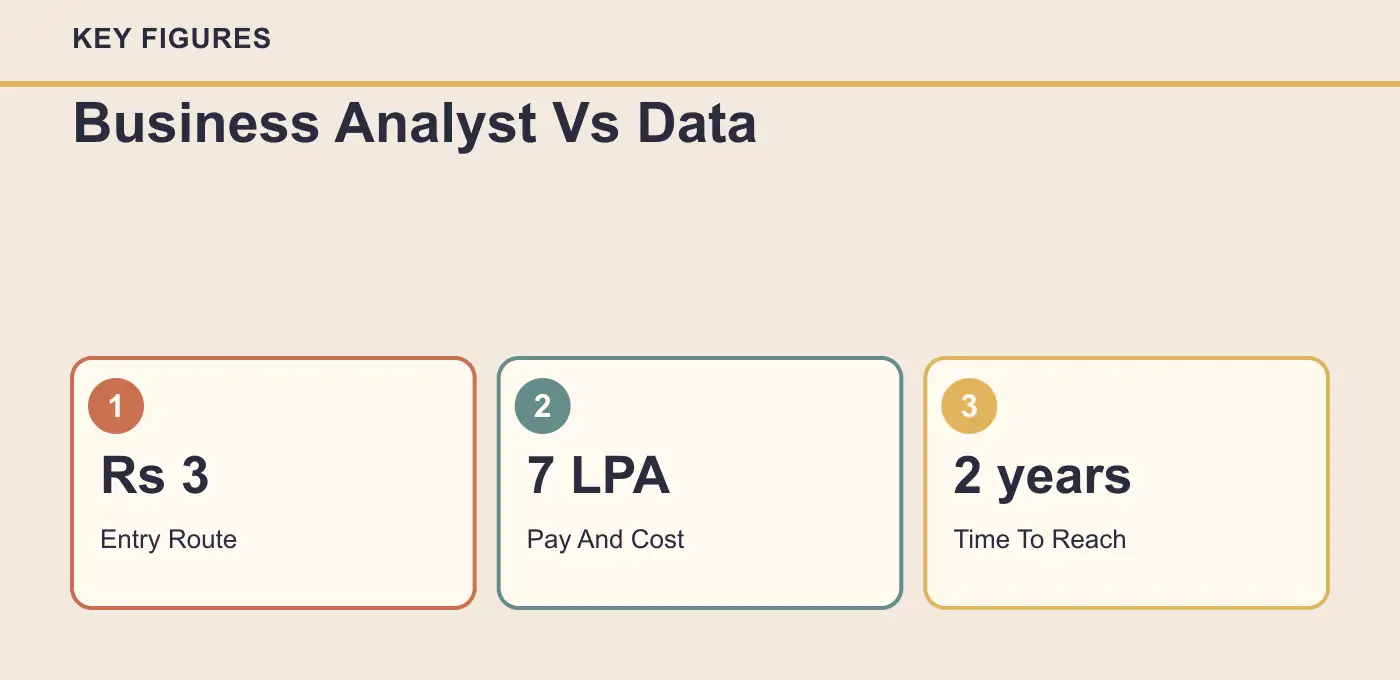 KEY FIGURES
Business Analyst Vs Data
1
Rs 3
Entry Route
2
7 LPA
Pay And Cost
3
2 years
Time To Reach